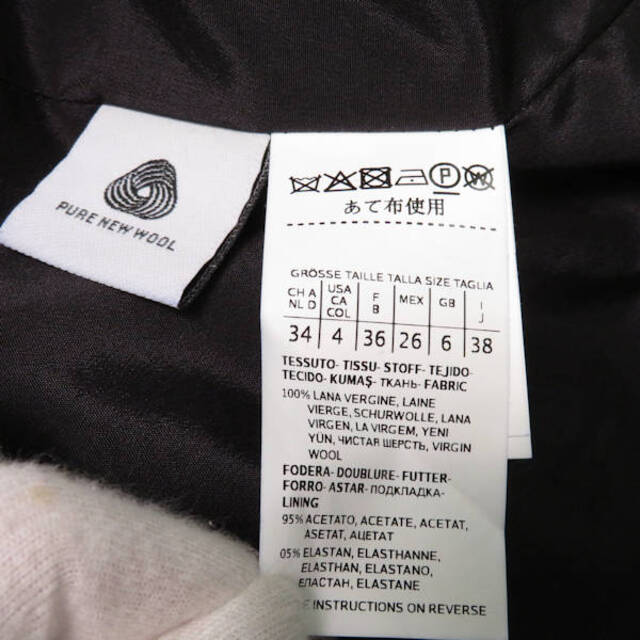 PURE NEW WOOL
P W
あて布使用
GRÖSSE TAILLE TALLA SIZE TAGLIA
CH A NL D USA CA COL F B MEX GB I J
34 4 36 26 6 38
TESSUTO- TISSU- STOFF- TEJIDO-
TECIDO- KUMAŞ- ТКАНЬ- FABRIC
100% LANA VERGINE, LAINE
VIERGE, SCHURWOLLE, LANA
VIRGEN, LA VIRGEM, YENI
YÜN, ЧИСТАЯ ШЕРСТЬ, VIRGIN
WOOL
FODERA- DOUBLURE- FUTTER-
FORRO- ASTAR- ПОДКЛАДКА-
LINING
95% ACETATO, ACETATE, ACETAT,
ASETAT, АЦЕТАТ
05% ELASTAN, ELASTHANNE,
ELASTHAN, ELASTANO,
ЕЛАСТАН, ELASTANE
INSTRUCTIONS ON REVERSE